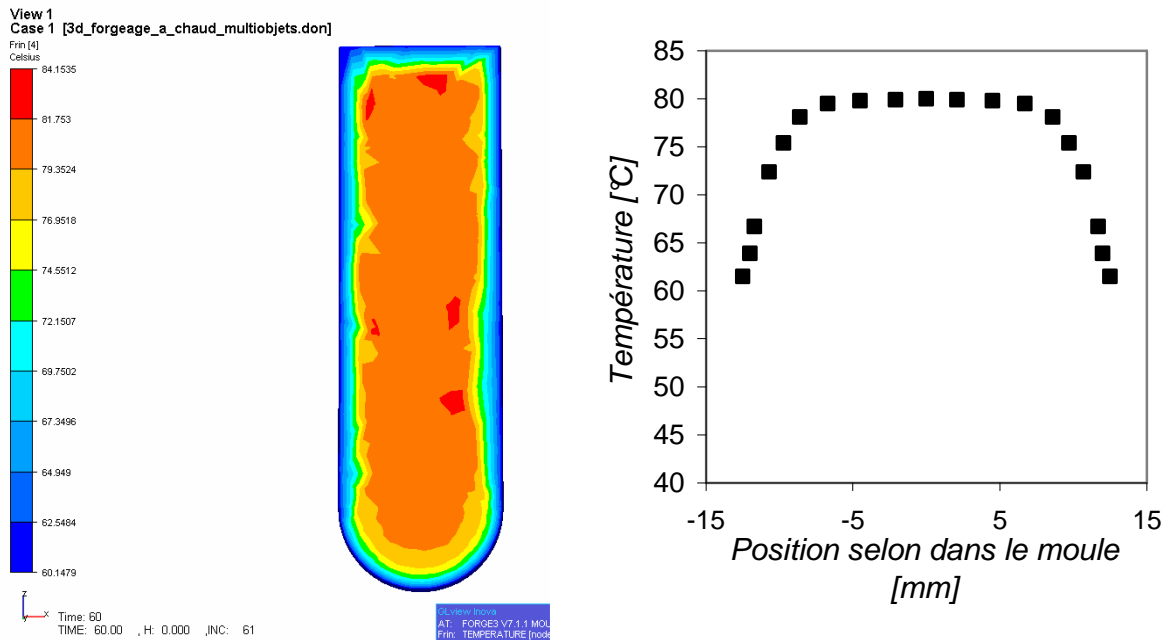 View 1
Case 1 [3d_forgeage_a_chaud_multiobjets.don]
Frin [4]
Celsius
84.1535
81.753
79.3524
76.9518
74.5512
72.1507
69.7502
67.3496
64.949
62.5484
60.1479
z
x
y
Time: 60
TIME: 60.00 , H: 0.000 ,INC: 61
GLview Inova
AT: FORGE3 V7.1.1 MOU
Frin: TEMPERATURE [node
85
80
75
70
65
60
55
50
45
40
Température [°C]
-15 -5 5 15
Position selon dans le moule
[mm]